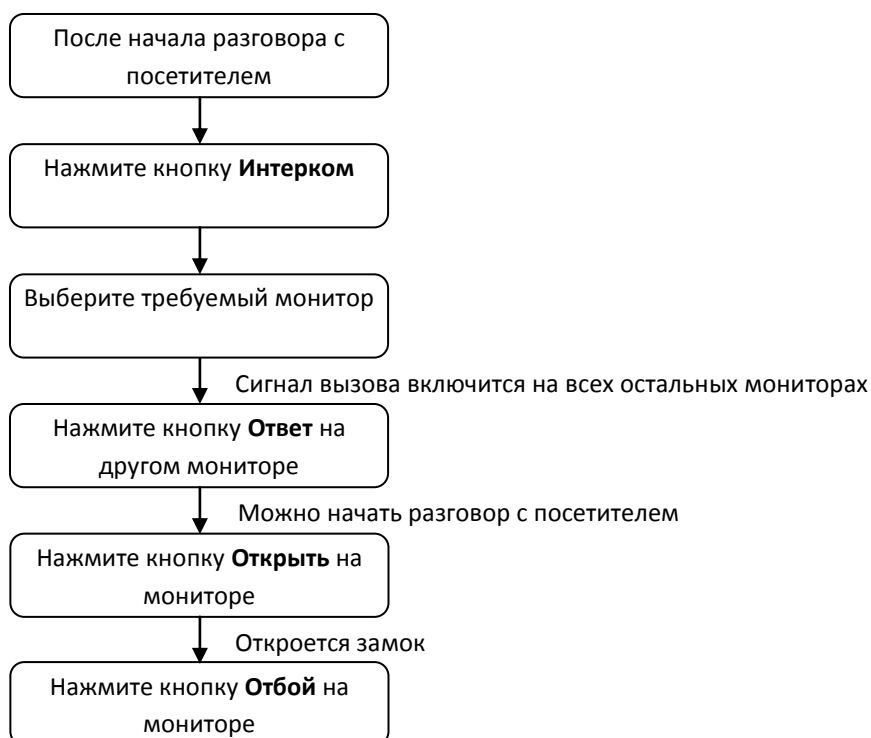 После начала разговора с
посетителем
Нажмите кнопку Интерком
Выберите требуемый монитор
Сигнал вызова включится на всех остальных мониторах
Нажмите кнопку Ответ на
другом мониторе
Можно начать разговор с посетителем
Нажмите кнопку Открыть на
мониторе
Откроется замок
Нажмите кнопку Отбой на
мониторе